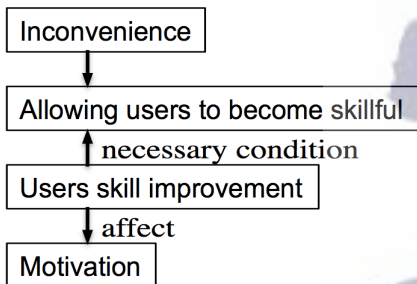 Inconvenience
Allowing users to become skillful
necessary condition
Users skill improvement
affect
Motivation